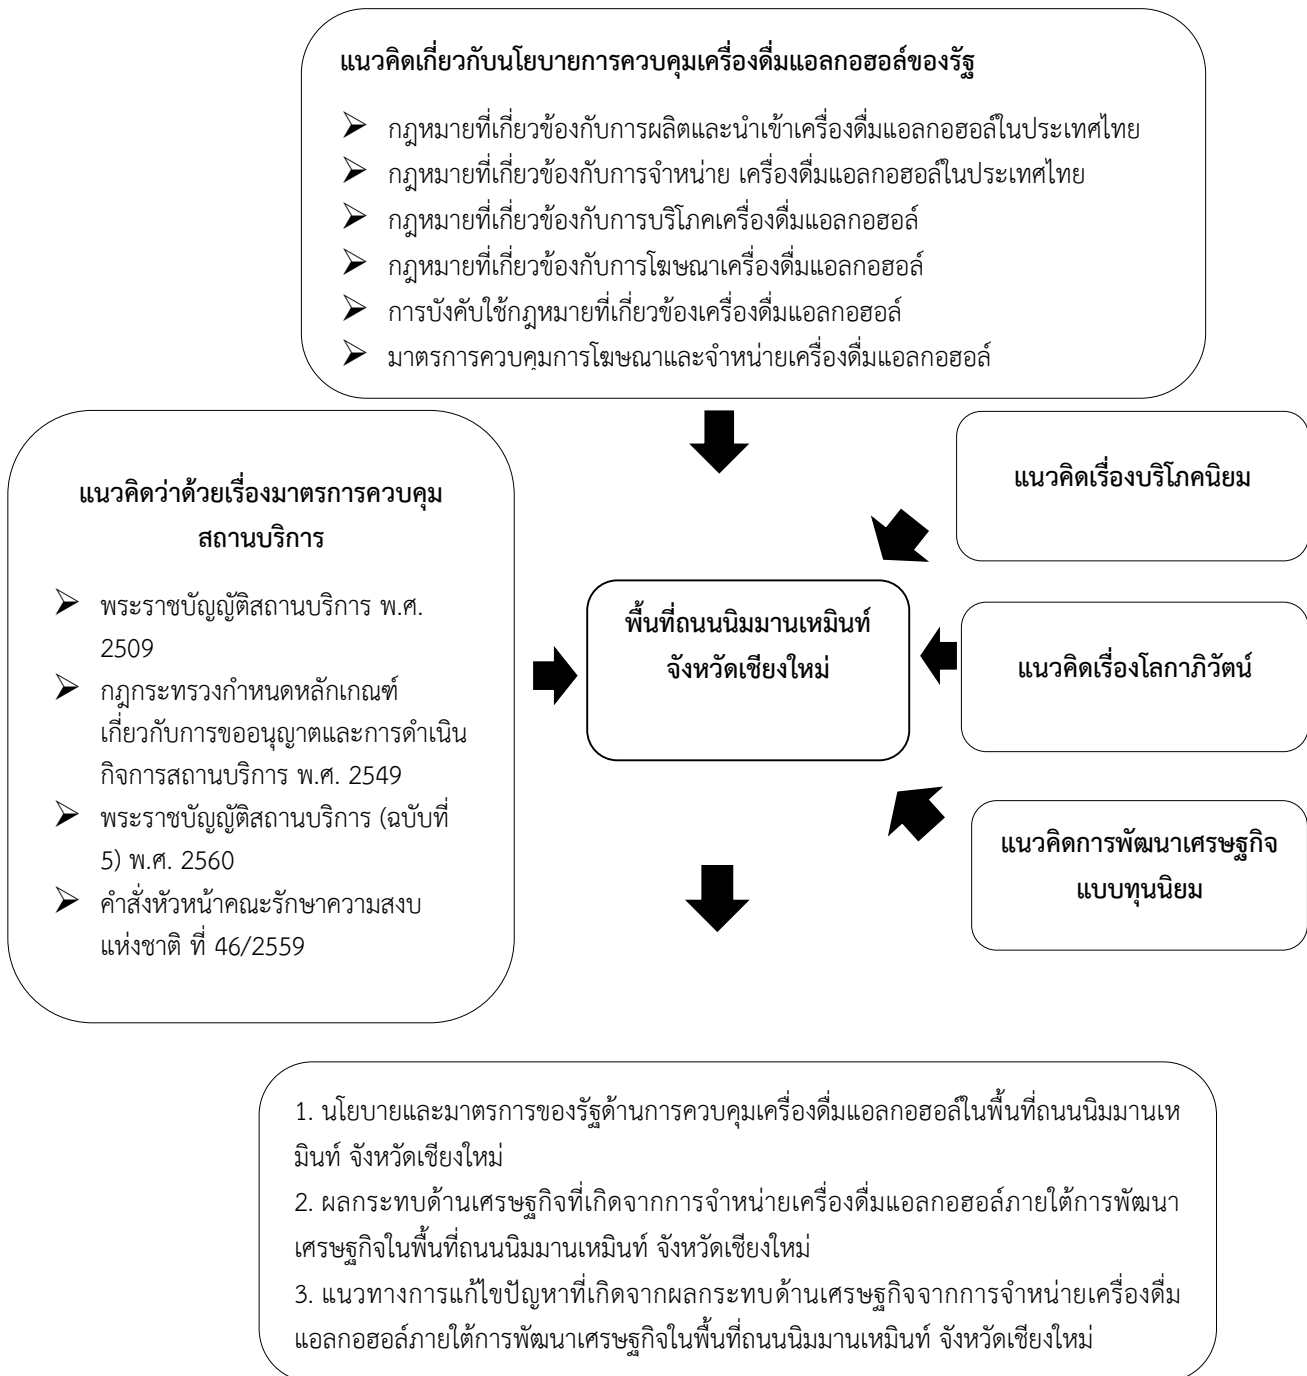 แนวคิดเกี่ยวกับนโยบายการควบคุมเครื่องดื่มแอลกอฮอล์ของรัฐ
➢ กฎหมายที่เกี่ยวข้องกับการผลิตและนำเข้าเครื่องดื่มแอลกอฮอล์ในประเทศไทย
➢ กฎหมายที่เกี่ยวข้องกับการจำหน่าย เครื่องดื่มแอลกอฮอล์ในประเทศไทย
➢ กฎหมายที่เกี่ยวข้องกับการบริโภคเครื่องดื่มแอลกอฮอล์
➢ กฎหมายที่เกี่ยวข้องกับการโฆษณาเครื่องดื่มแอลกอฮอล์
➢ การบังคับใช้กฎหมายที่เกี่ยวข้องเครื่องดื่มแอลกอฮอล์
➢ มาตรการควบคุมการโฆษณาและจำหน่ายเครื่องดื่มแอลกอฮอล์
แนวคิดว่าด้วยเรื่องมาตรการควบคุม
สถานบริการ
➢ พระราชบัญญัติสถานบริการ พ.ศ.
2509
➢ กฎกระทรวงกำหนดหลักเกณฑ์
เกี่ยวกับการขออนุญาตและการดำเนิน
กิจการสถานบริการ พ.ศ. 2549
➢ พระราชบัญญัติสถานบริการ (ฉบับที่
5) พ.ศ. 2560
➢ คำสั่งหัวหน้าคณะรักษาความสงบ
แห่งชาติ ที่ 46/2559
พื้นที่ถนนนิมมานเหมินท์
จังหวัดเชียงใหม่
แนวคิดเรื่องบริโภคนิยม
แนวคิดเรื่องโลกาภิวัตน์
แนวคิดการพัฒนาเศรษฐกิจ
แบบทุนนิยม
1. นโยบายและมาตรการของรัฐด้านการควบคุมเครื่องดื่มแอลกอฮอล์ในพื้นที่ถนนนิมมานเห
มินท์ จังหวัดเชียงใหม่
2. ผลกระทบด้านเศรษฐกิจที่เกิดจากการจำหน่ายเครื่องดื่มแอลกอฮอล์ภายใต้การพัฒนา
เศรษฐกิจในพื้นที่ถนนนิมมานเหมินท์ จังหวัดเชียงใหม่
3. แนวทางการแก้ไขปัญหาที่เกิดจากผลกระทบด้านเศรษฐกิจจากการจำหน่ายเครื่องดื่ม
แอลกอฮอล์ภายใต้การพัฒนาเศรษฐกิจในพื้นที่ถนนนิมมานเหมินท์ จังหวัดเชียงใหม่